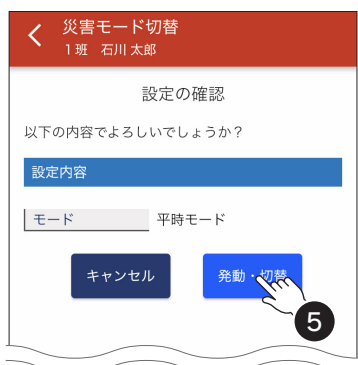 災害モード切替
1班 石川 太郎
設定の確認
以下の内容でよろしいでしょうか？
設定内容
モード 平時モード
キャンセル 発動・切替
5